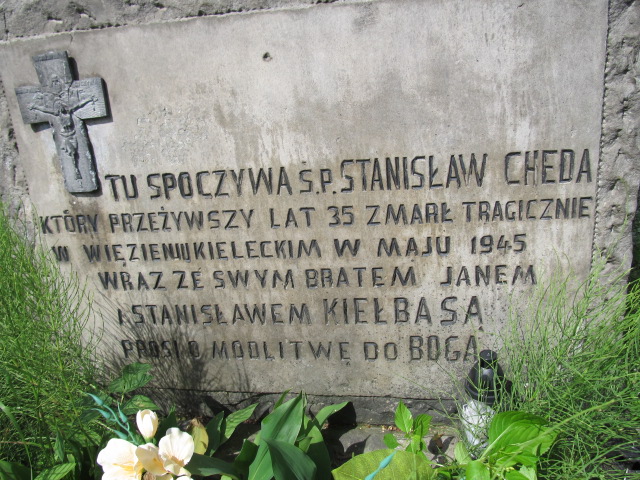 TU SPOCZYWA Ś.P. STANISŁAW CHEDA
KTÓRY PRZEŻYWSZY LAT 35 ZMARŁ TRAGICZNIE
W WIĘZIENIU KIELECKIM W MAJU 1945
WRAZ ZE SWYM BRATEM JANEM
I STANISŁAWEM KIEŁBASĄ
PROSI O MODLITWĘ DO BOGA